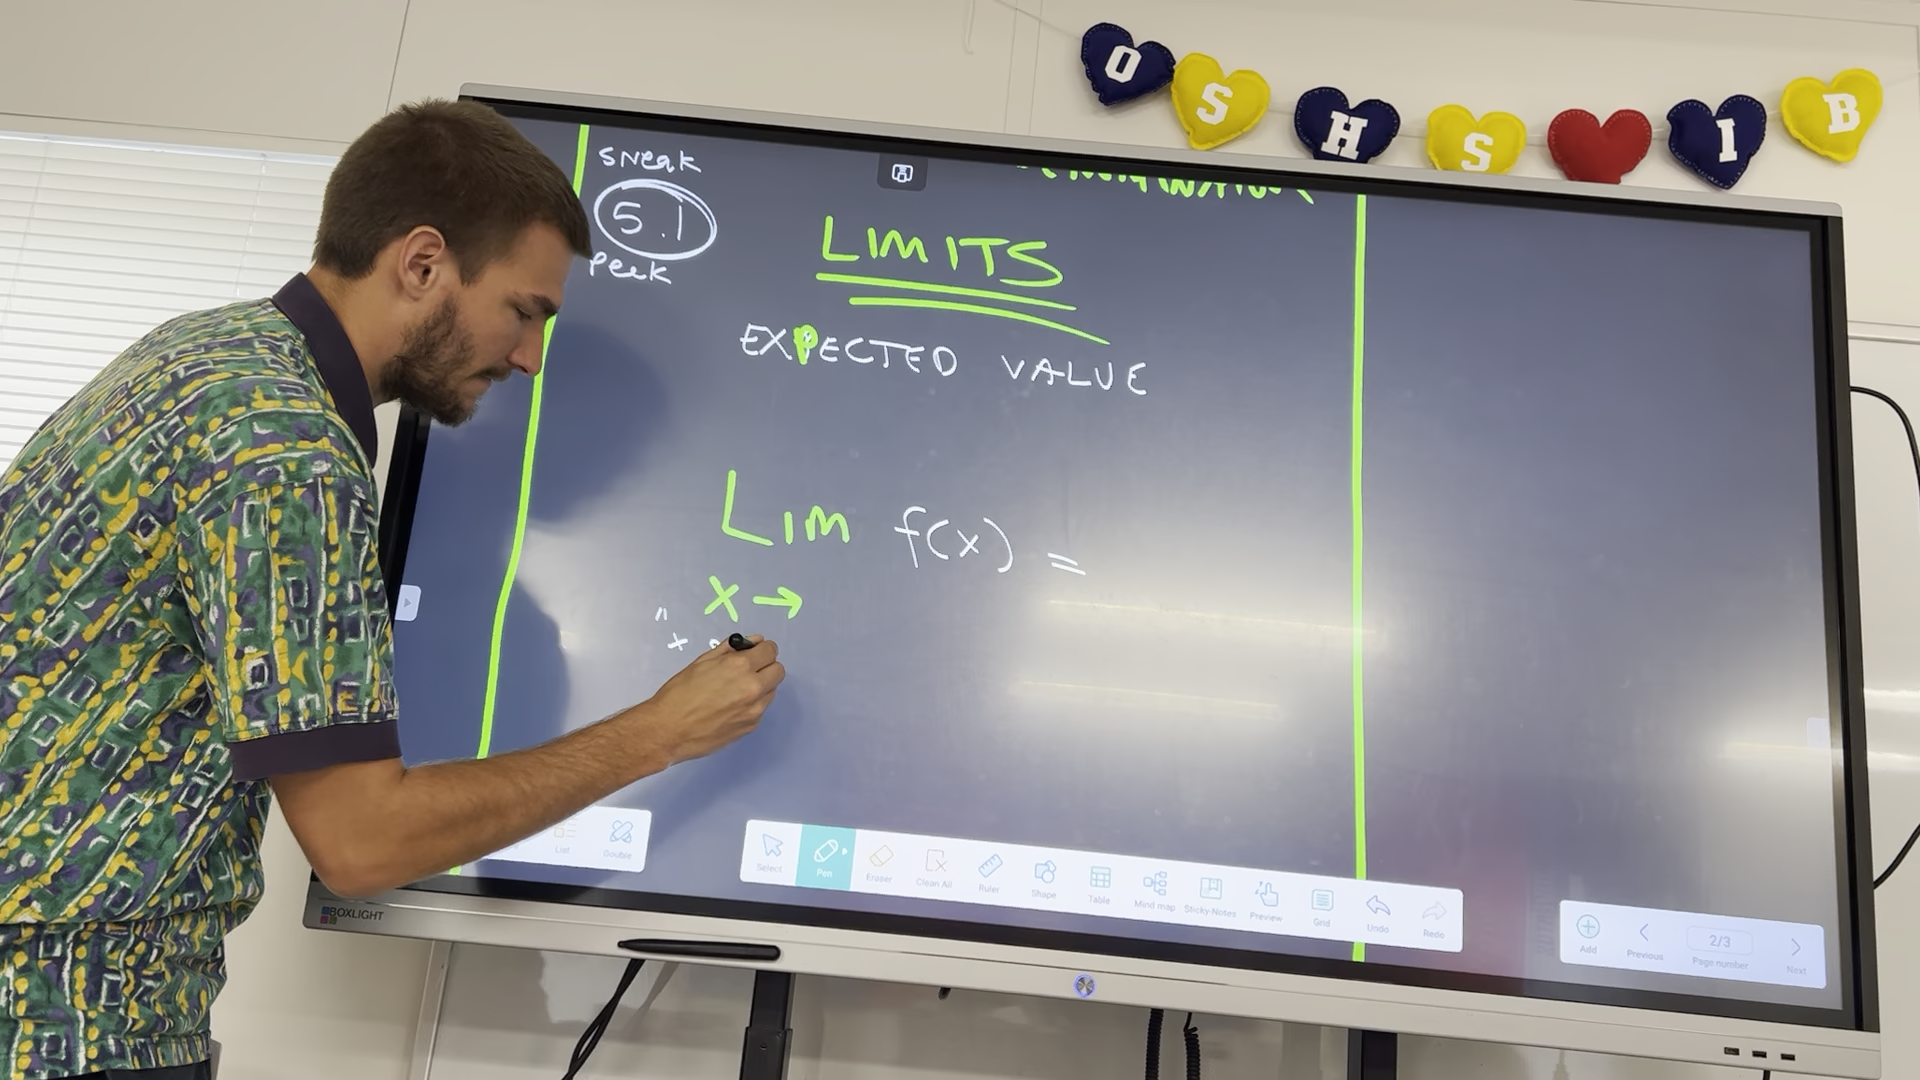 O S H S I B
SNeak
5.1
Peek
LIMITS
EXPECTED VALUE
Lim f(x) =
x →
" x
List
Double
Select
Pen
Eraser
Clean All
Ruler
Shape
Table
Mind map
Sticky Notes
Preview
Grid
Undo
Redo
Add
Previous
2/3
Page number
Next
BOXLIGHT